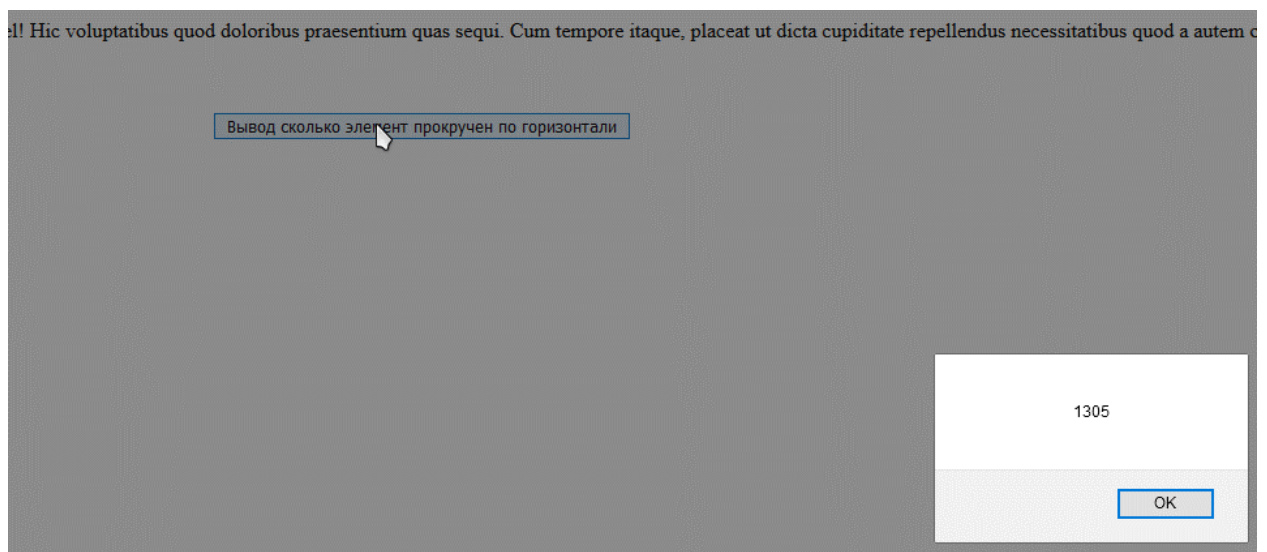 el! Hic voluptatibus quod doloribus praesentium quas sequi. Cum tempore itaque, placeat ut dicta cupiditate repellendus necessitatibus quod a autem
Вывод сколько элемент прокручен по горизонтали
1305
OK